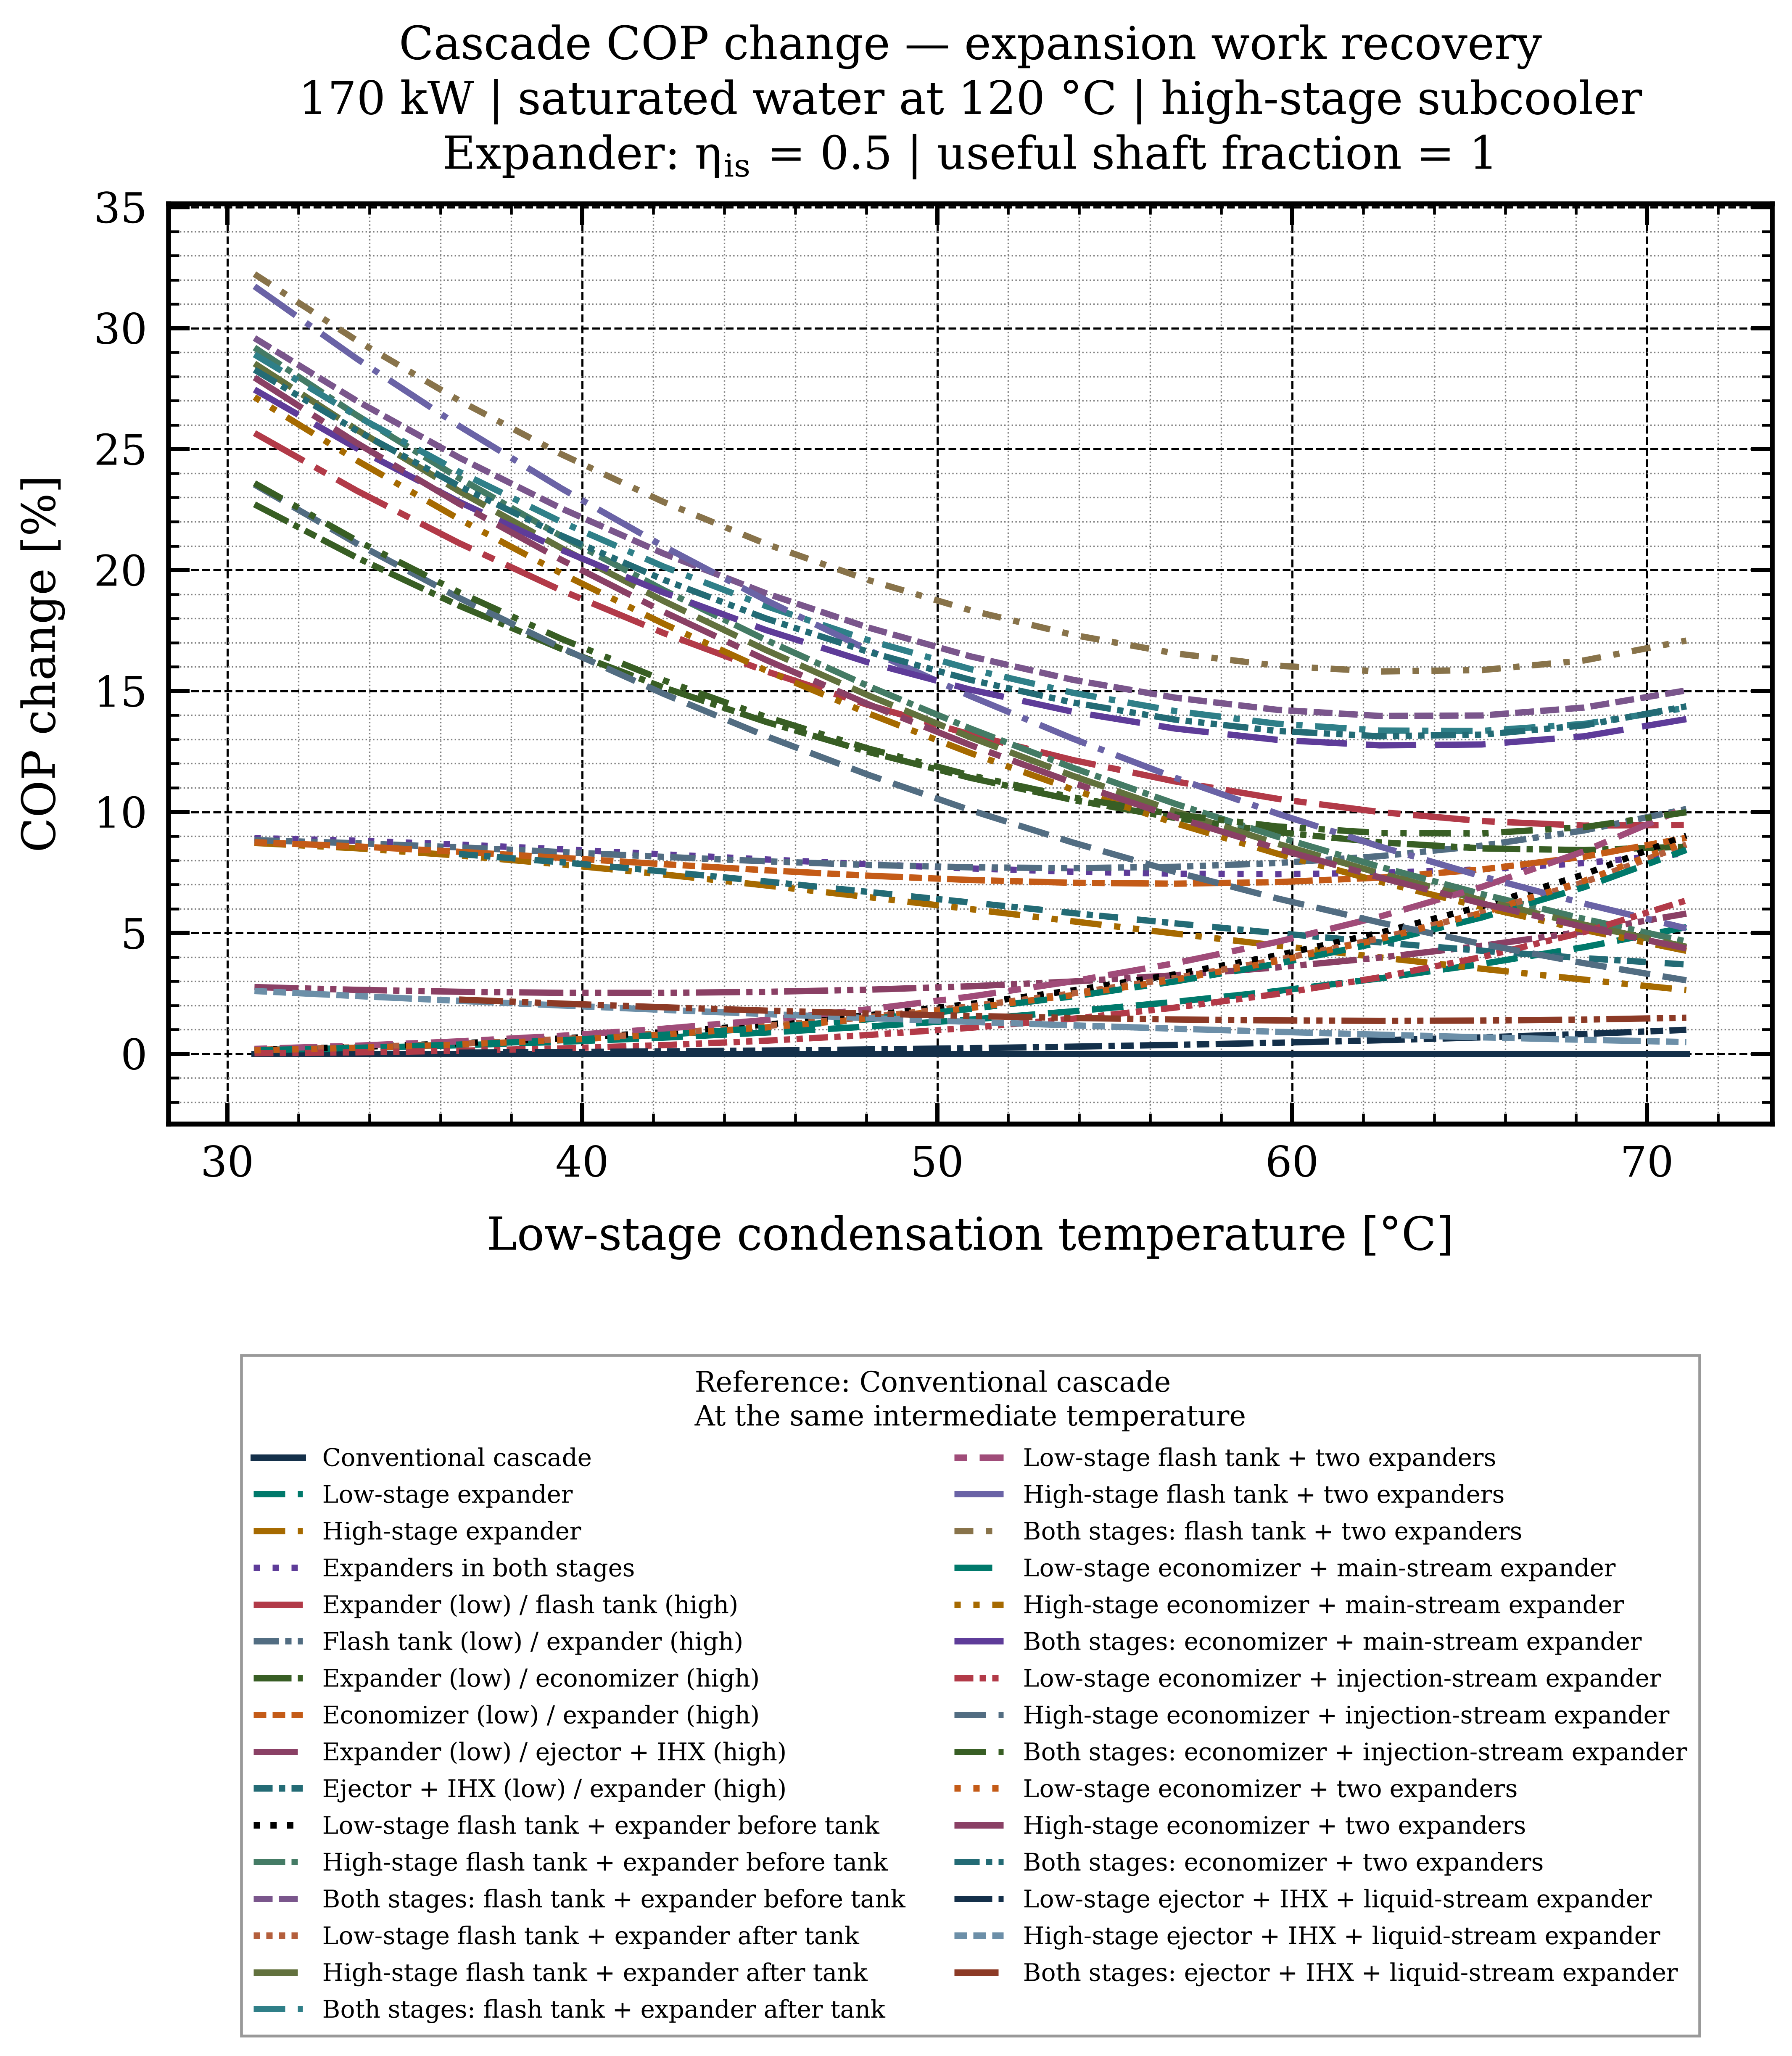 Cascade COP change — expansion work recovery
170 kW | saturated water at 120 °C | high-stage subcooler
Expander: ηis = 0.5 | useful shaft fraction = 1
35
30
25
20
15
10
5
0
COP change [%]
30 40 50 60 70
Low-stage condensation temperature [°C]
Reference: Conventional cascade
At the same intermediate temperature
Conventional cascade
Low-stage expander
High-stage expander
Expanders in both stages
Expander (low) / flash tank (high)
Flash tank (low) / expander (high)
Expander (low) / economizer (high)
Economizer (low) / expander (high)
Expander (low) / ejector + IHX (high)
Ejector + IHX (low) / expander (high)
Low-stage flash tank + expander before tank
High-stage flash tank + expander before tank
Both stages: flash tank + expander before tank
Low-stage flash tank + expander after tank
High-stage flash tank + expander after tank
Both stages: flash tank + expander after tank
Low-stage flash tank + two expanders
High-stage flash tank + two expanders
Both stages: flash tank + two expanders
Low-stage economizer + main-stream expander
High-stage economizer + main-stream expander
Both stages: economizer + main-stream expander
Low-stage economizer + injection-stream expander
High-stage economizer + injection-stream expander
Both stages: economizer + injection-stream expander
Low-stage economizer + two expanders
High-stage economizer + two expanders
Both stages: economizer + two expanders
Low-stage ejector + IHX + liquid-stream expander
High-stage ejector + IHX + liquid-stream expander
Both stages: ejector + IHX + liquid-stream expander